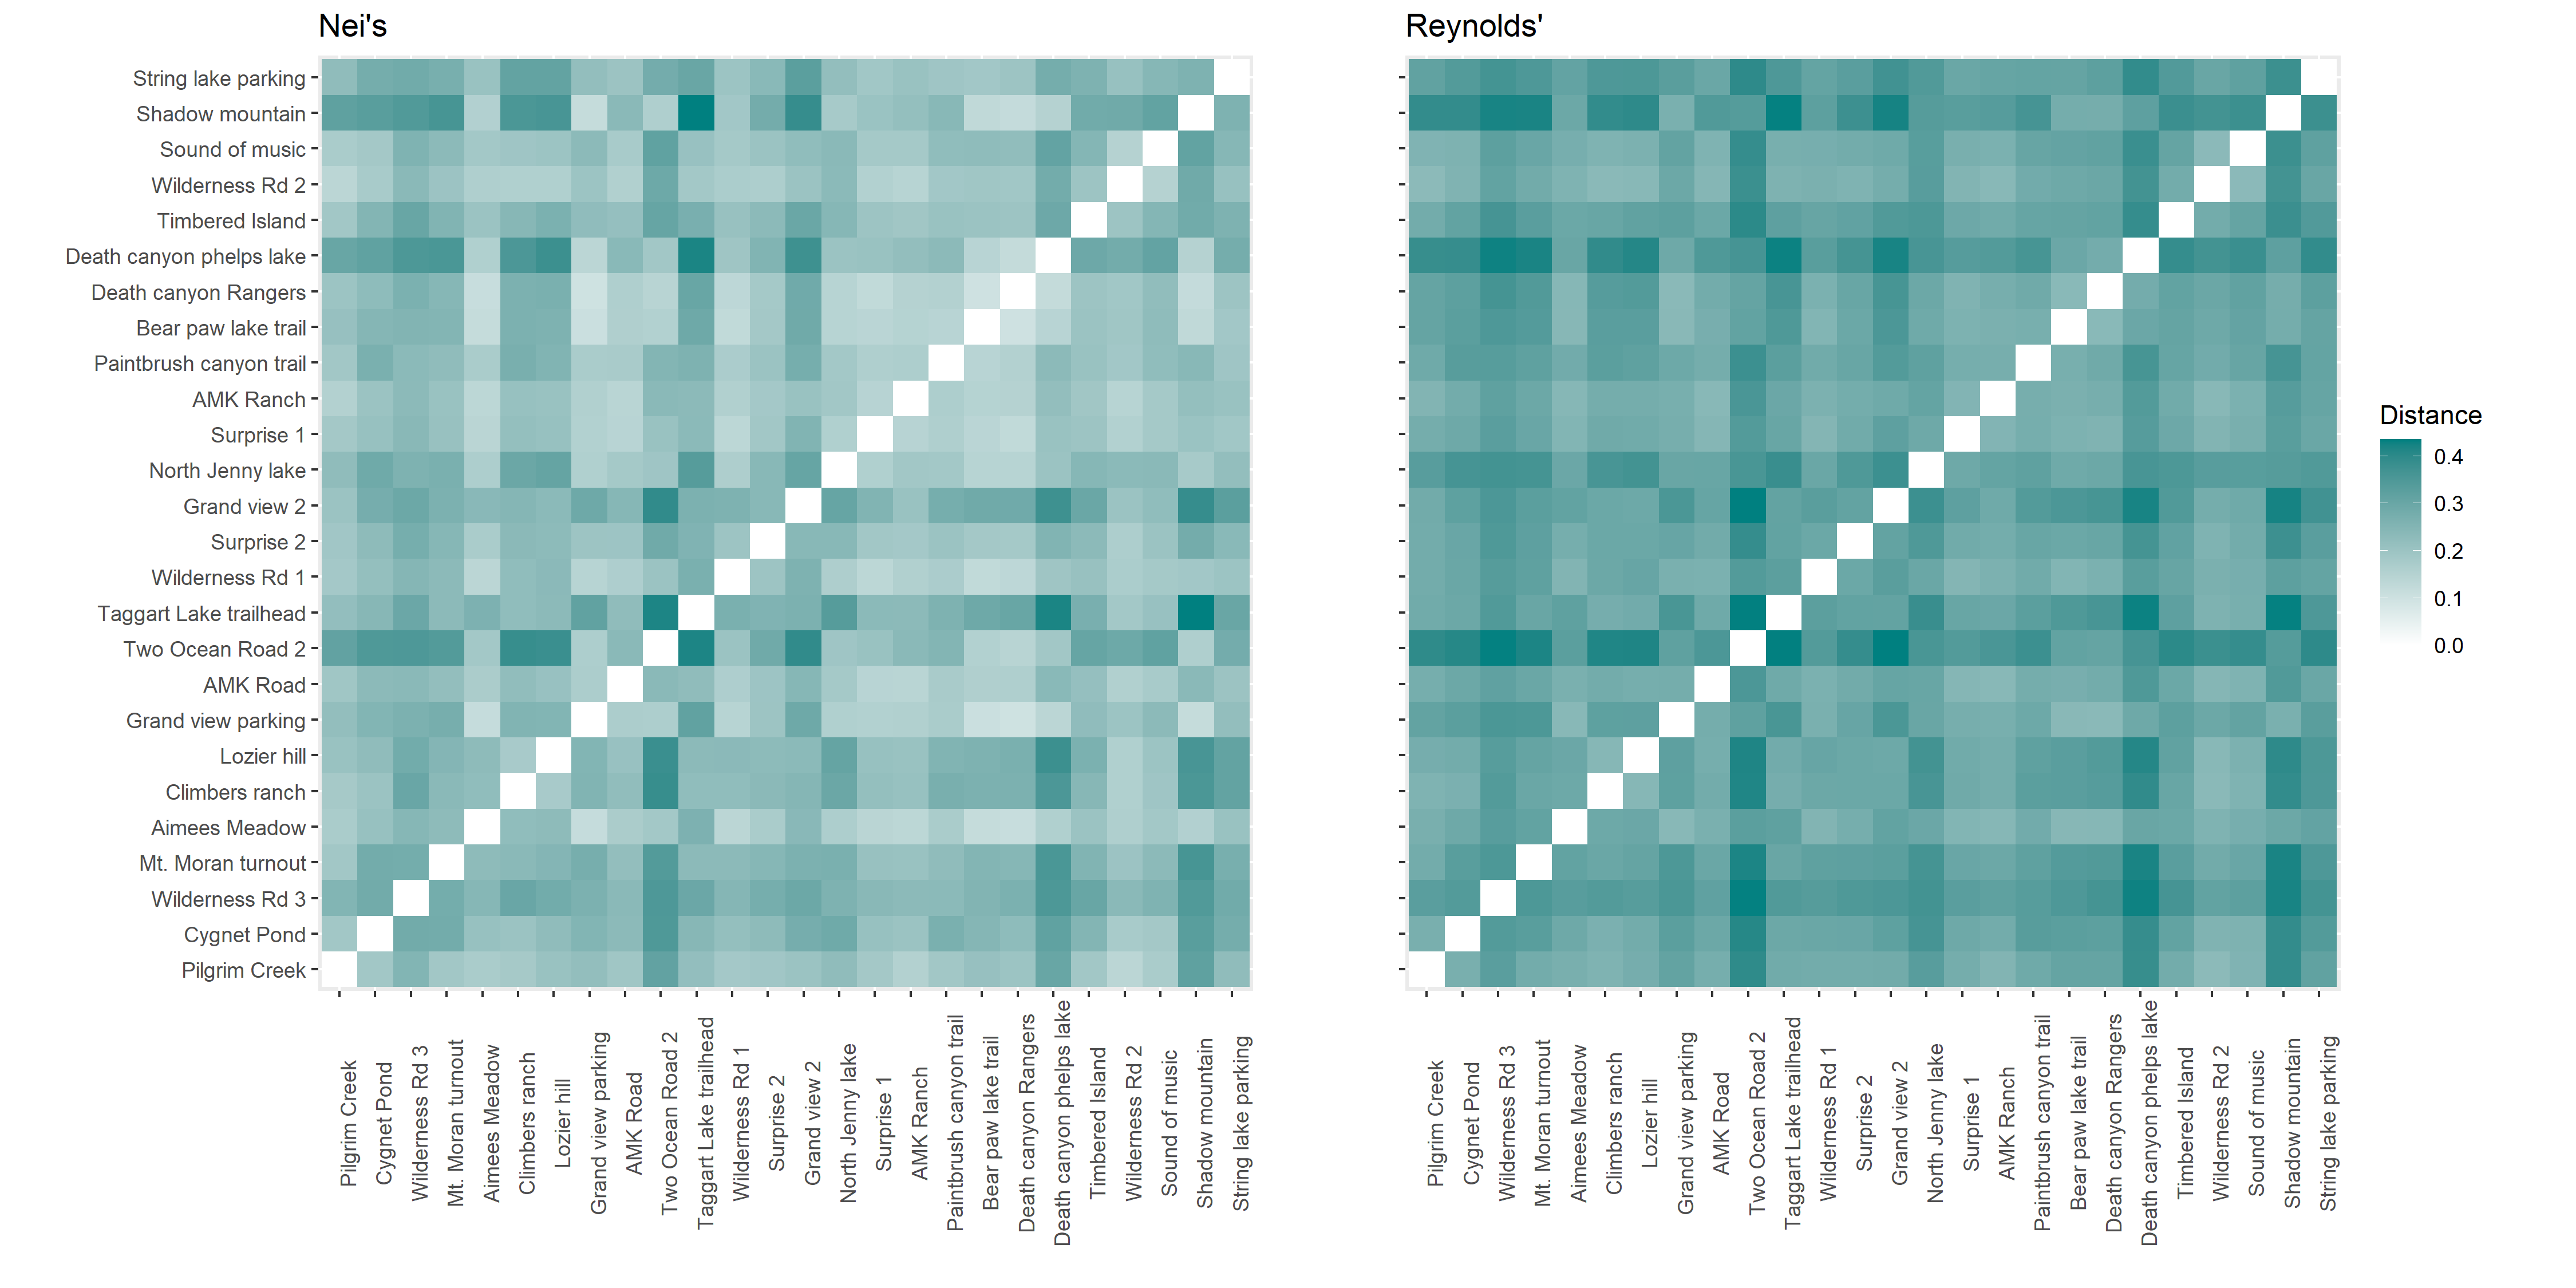 Nei's
Reynolds'
String lake parking
Shadow mountain
Sound of music
Wilderness Rd 2
Timbered Island
Death canyon phelps lake
Death canyon Rangers
Bear paw lake trail
Paintbrush canyon trail
AMK Ranch
Surprise 1
North Jenny lake
Grand view 2
Surprise 2
Wilderness Rd 1
Taggart Lake trailhead
Two Ocean Road 2
AMK Road
Grand view parking
Lozier hill
Climbers ranch
Aimees Meadow
Mt. Moran turnout
Wilderness Rd 3
Cygnet Pond
Pilgrim Creek
Pilgrim Creek
Cygnet Pond
Wilderness Rd 3
Mt. Moran turnout
Aimees Meadow
Climbers ranch
Lozier hill
Grand view parking
AMK Road
Two Ocean Road 2
Taggart Lake trailhead
Wilderness Rd 1
Surprise 2
Grand view 2
North Jenny lake
Surprise 1
AMK Ranch
Paintbrush canyon trail
Bear paw lake trail
Death canyon Rangers
Death canyon phelps lake
Timbered Island
Wilderness Rd 2
Sound of music
Shadow mountain
String lake parking
Pilgrim Creek
Cygnet Pond
Wilderness Rd 3
Mt. Moran turnout
Aimees Meadow
Climbers ranch
Lozier hill
Grand view parking
AMK Road
Two Ocean Road 2
Taggart Lake trailhead
Wilderness Rd 1
Surprise 2
Grand view 2
North Jenny lake
Surprise 1
AMK Ranch
Paintbrush canyon trail
Bear paw lake trail
Death canyon Rangers
Death canyon phelps lake
Timbered Island
Wilderness Rd 2
Sound of music
Shadow mountain
String lake parking
Distance
0.4
0.3
0.2
0.1
0.0